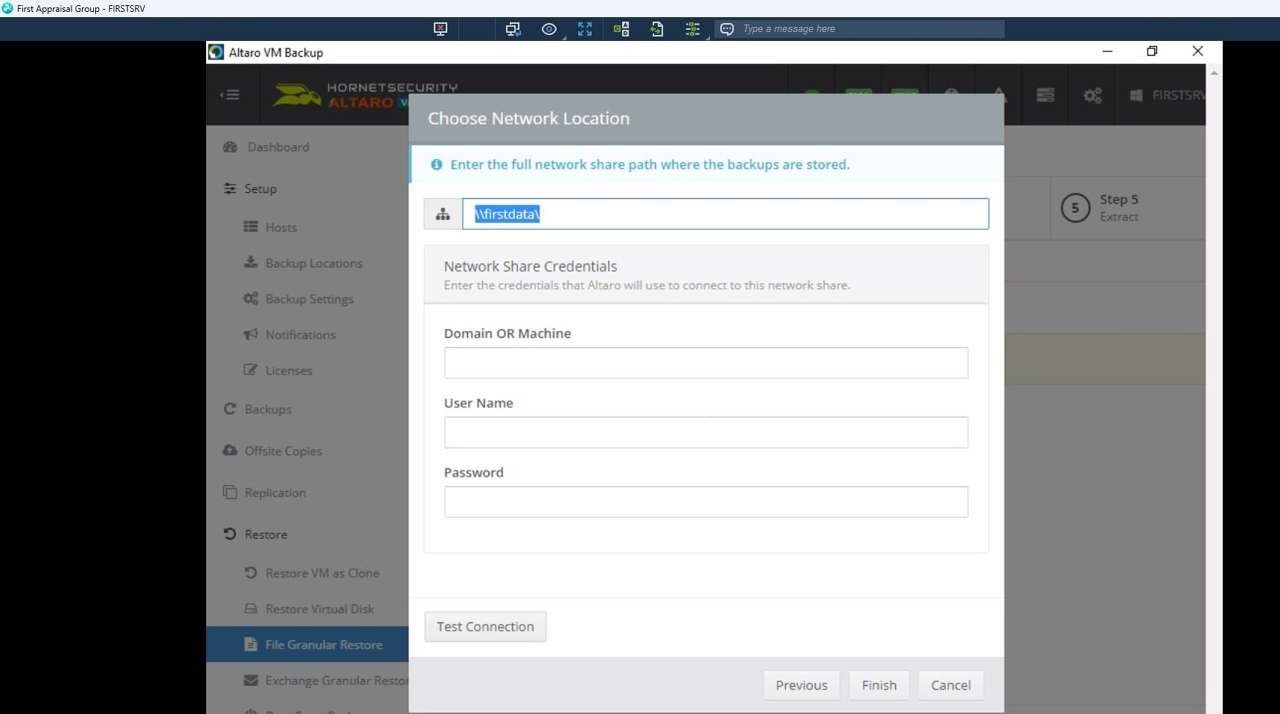 First Appraisal Group - FIRSTSRV
Type a message here
Altaro VM Backup
HORNETSECURITY
ALTARO
FIRSTSRV
Choose Network Location
Dashboard
Enter the full network share path where the backups are stored.
Setup
5
Step 5
Extract
\\firstdata\
Hosts
Backup Locations
Network Share Credentials
Enter the credentials that Altaro will use to connect to this network share.
Backup Settings
Notifications
Domain OR Machine
Licenses
Backups
User Name
Offsite Copies
Password
Replication
Restore
Restore VM as Clone
Restore Virtual Disk
Test Connection
File Granular Restore
Exchange Granular Restor
Previous
Finish
Cancel